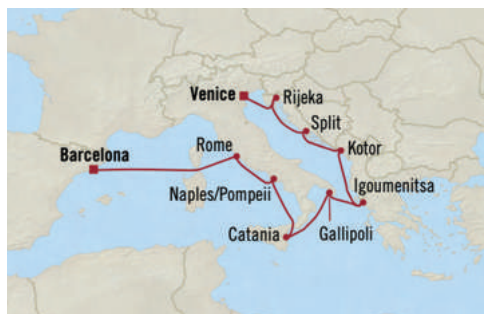 Venice
Rijeka
Split
Rome
Kotor
Barcelona
Naples/Pompeii
Igoumenitsa
Catania
Gallipoli